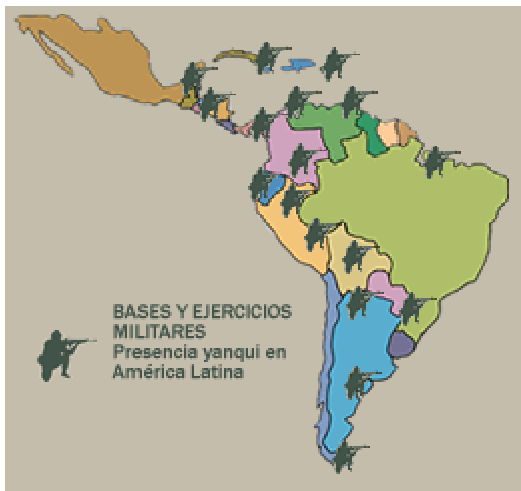 BASES Y EJERCICIOS
MILITARES
Presencia yanqui en
América Latina